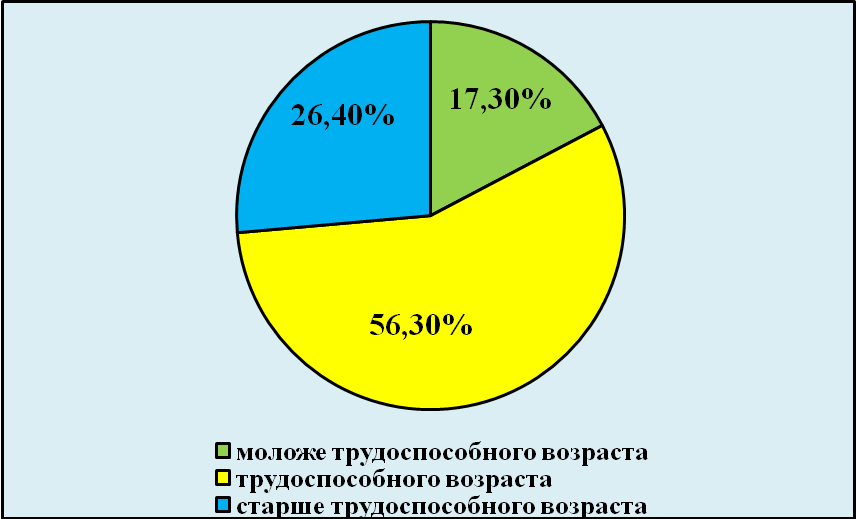 17,30%
26,40%
56,30%
моложе трудоспособного возраста
трудоспособного возраста
старше трудоспособного возраста